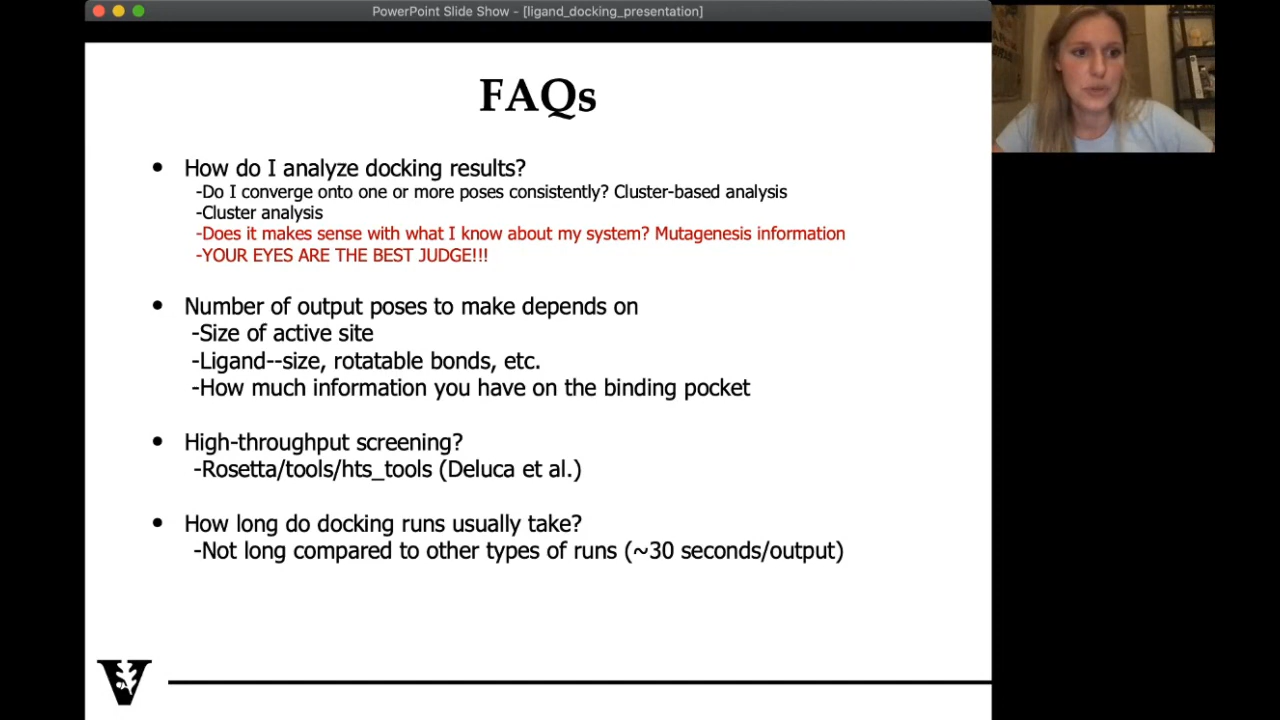 PowerPoint Slide Show - [ligand_docking_presentation]
FAQs
• How do I analyze docking results?
-Do I converge onto one or more poses consistently? Cluster-based analysis
-Cluster analysis
-Does it makes sense with what I know about my system? Mutagenesis information
-YOUR EYES ARE THE BEST JUDGE!!!
• Number of output poses to make depends on
-Size of active site
-Ligand--size, rotatable bonds, etc.
-How much information you have on the binding pocket
• High-throughput screening?
-Rosetta/tools/hts_tools (Deluca et al.)
• How long do docking runs usually take?
-Not long compared to other types of runs (~30 seconds/output)
V